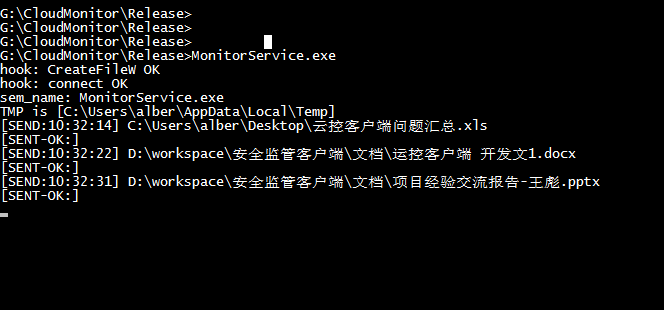 G:\CloudMonitor\Release>
G:\CloudMonitor\Release>
G:\CloudMonitor\Release>
G:\CloudMonitor\Release>MonitorService.exe
hook: CreateFileW OK
hook: connect OK
sem_name: MonitorService.exe
TMP is [C:\Users\alber\AppData\Local\Temp]
[SEND:10:32:14] C:\Users\alber\Desktop\云控客户端问题汇总.xls
[SENT-OK:]
[SEND:10:32:22] D:\workspace\安全监管客户端\文档\运控客户端 开发文1.docx
[SENT-OK:]
[SEND:10:32:31] D:\workspace\安全监管客户端\文档\项目经验交流报告-王彪.pptx
[SENT-OK:]